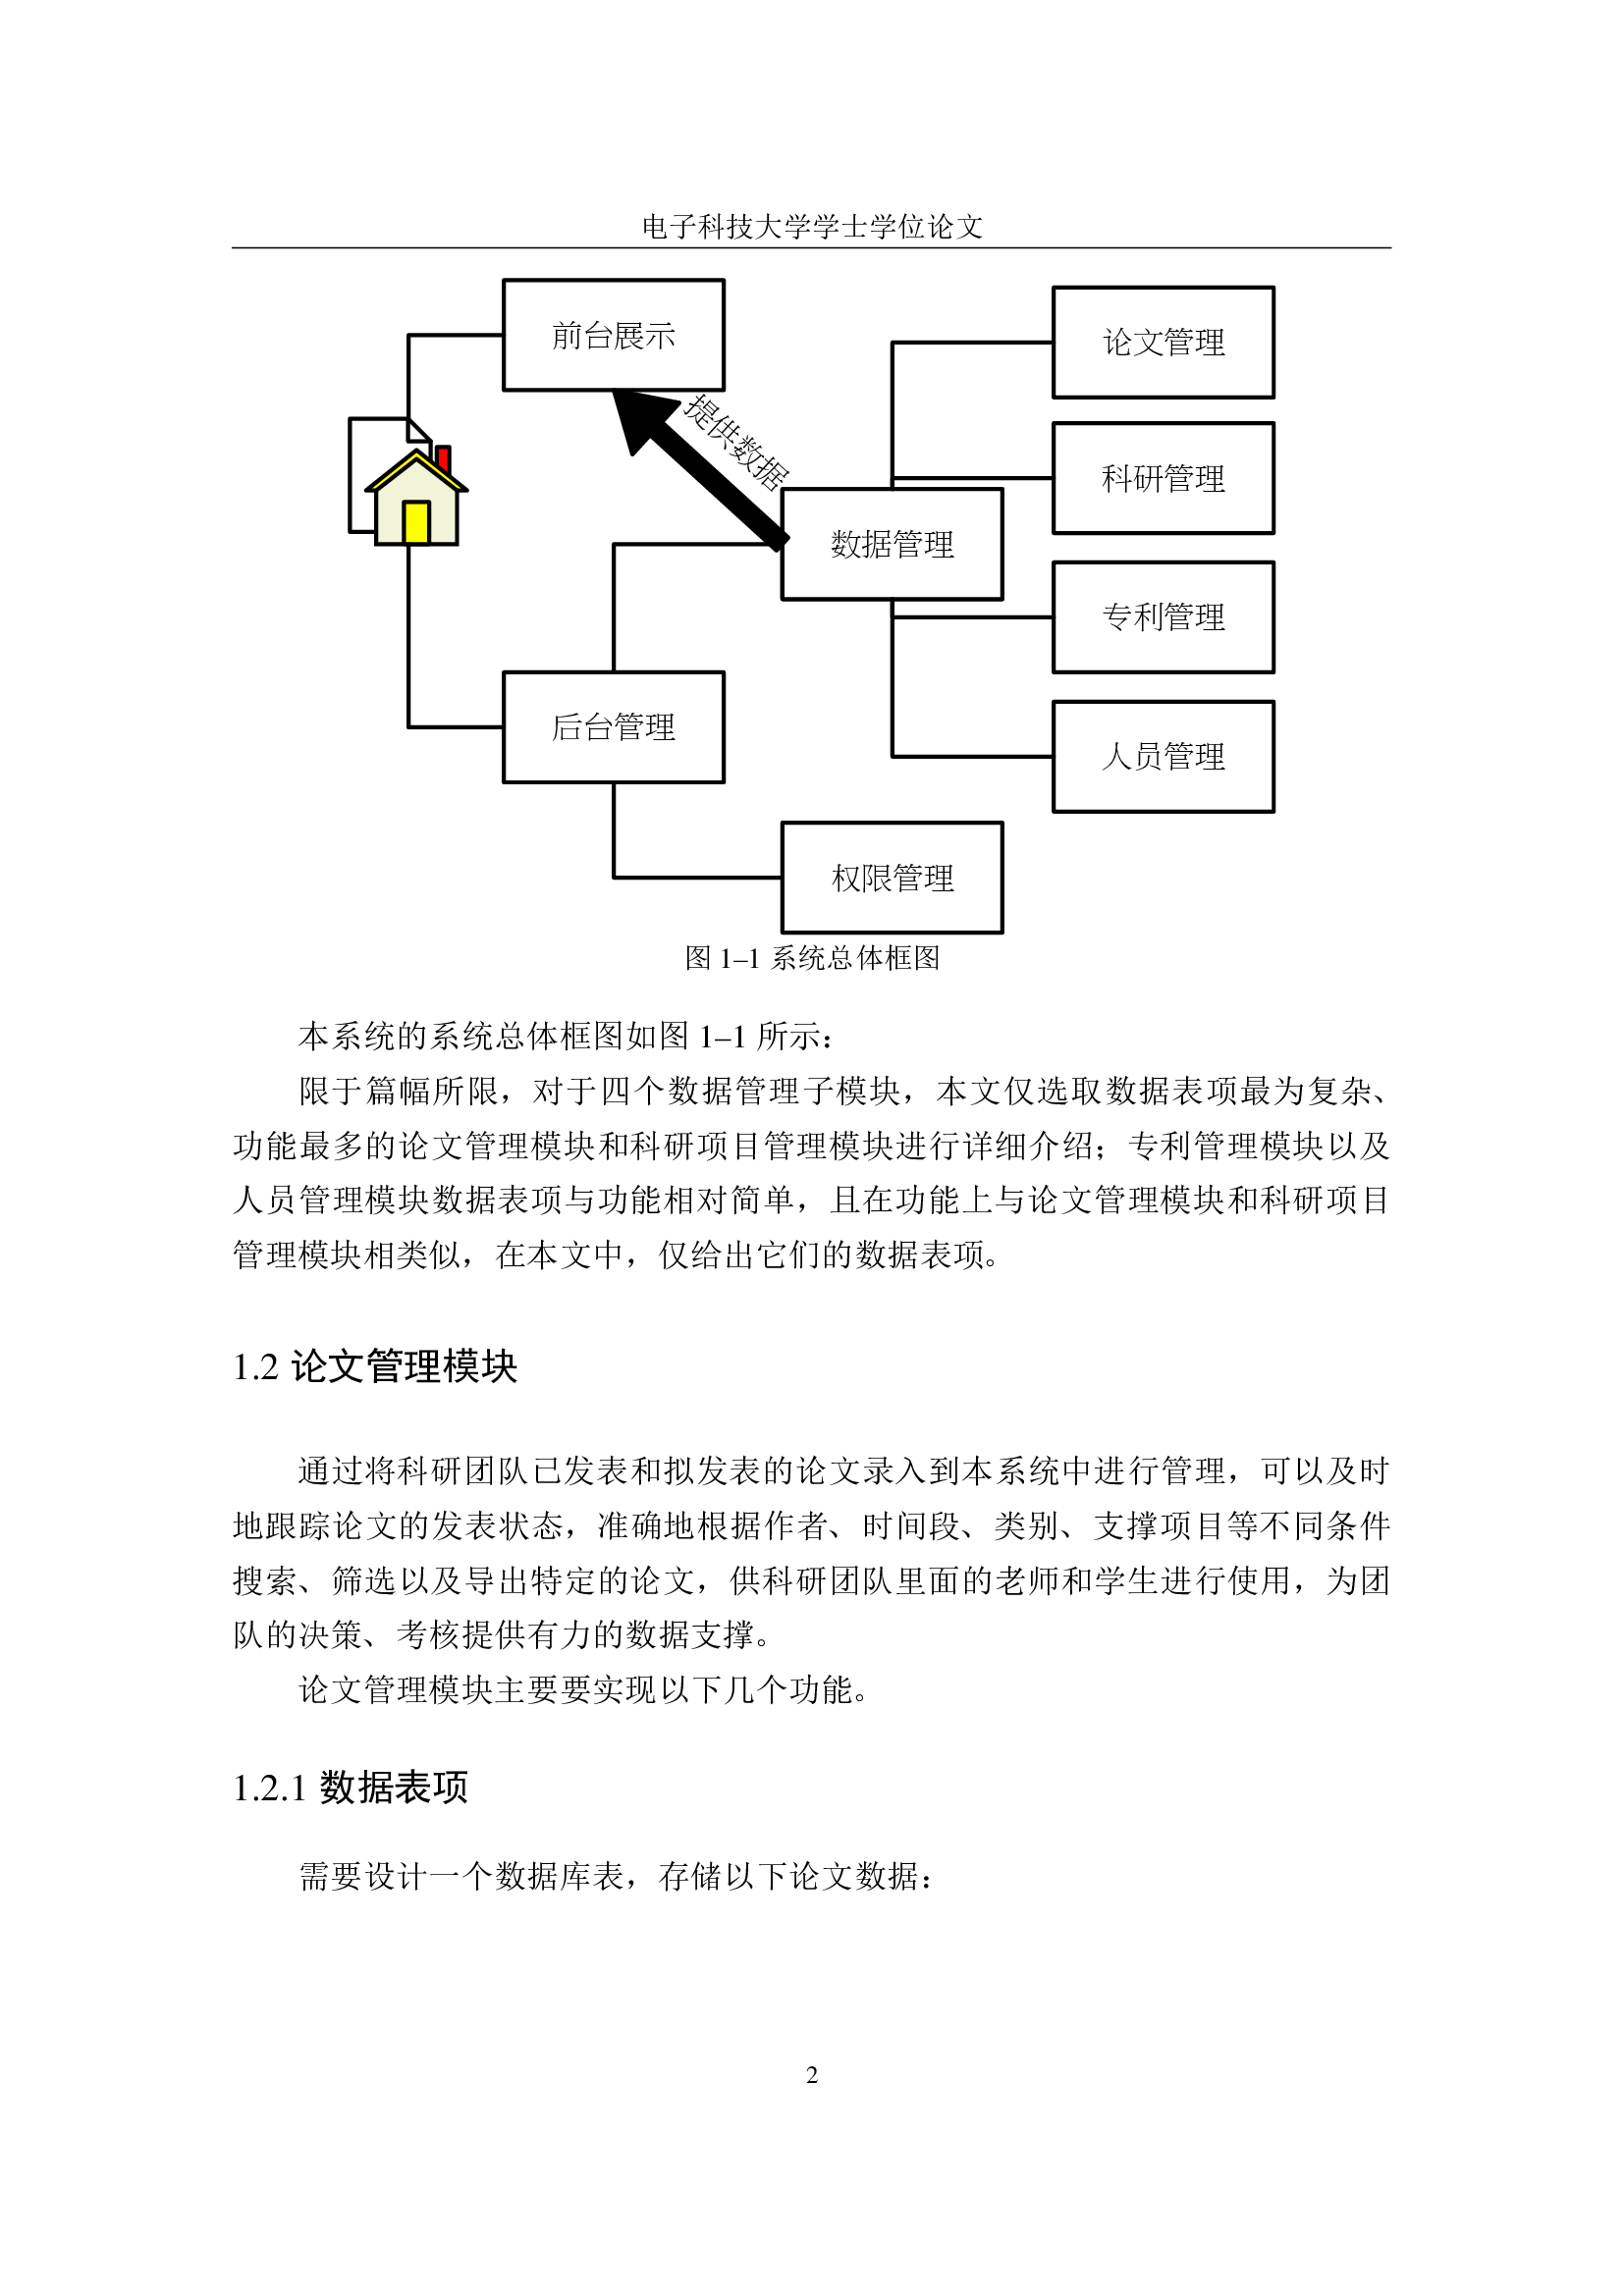 电子科技大学学士学位论文
前台展示
论文管理
提供数据
科研管理
数据管理
专利管理
后台管理
人员管理
权限管理
图 1–1 系统总体框图
本系统的系统总体框图如图 1–1 所示：
限于篇幅所限，对于四个数据管理子模块，本文仅选取数据表项最为复杂、
功能最多的论文管理模块和科研项目管理模块进行详细介绍；专利管理模块以及
人员管理模块数据表项与功能相对简单，且在功能上与论文管理模块和科研项目
管理模块相类似，在本文中，仅给出它们的数据表项。
1.2 论文管理模块
通过将科研团队已发表和拟发表的论文录入到本系统中进行管理，可以及时
地跟踪论文的发表状态，准确地根据作者、时间段、类别、支撑项目等不同条件
搜索、筛选以及导出特定的论文，供科研团队里面的老师和学生进行使用，为团
队的决策、考核提供有力的数据支撑。
论文管理模块主要要实现以下几个功能。
1.2.1 数据表项
需要设计一个数据库表，存储以下论文数据：
2